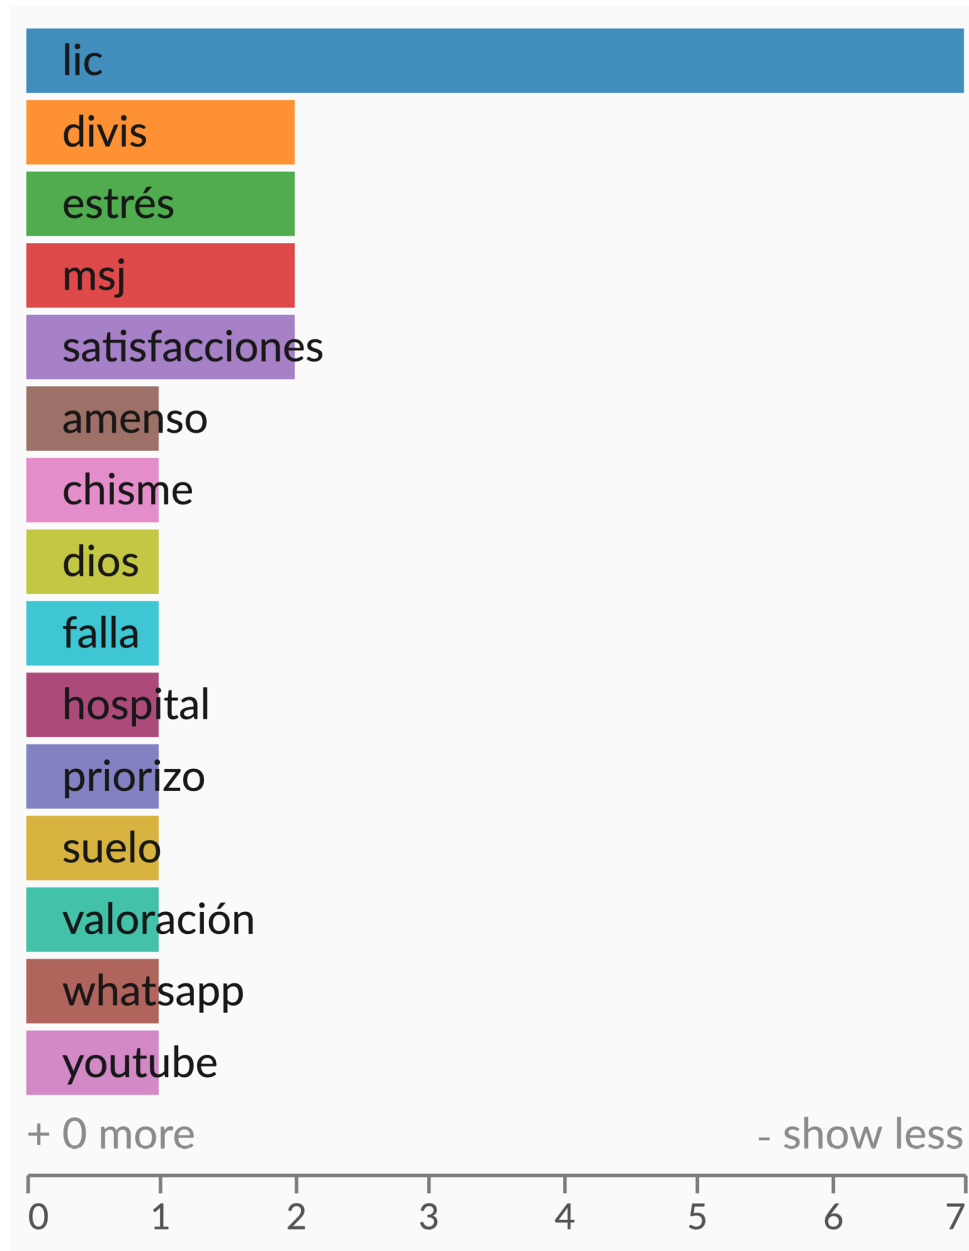 lic
divis
estrés
msj
satisfacciones
amenso
chisme
dios
falla
hospital
priorizo
suelo
valoración
whatsapp
youtube
+ 0 more - show less
0 1 2 3 4 5 6 7